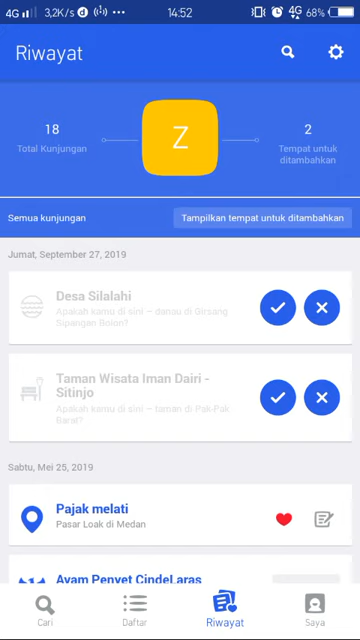 4G 3,2K/s 14:52 4G 68%
Riwayat
18
Total Kunjungan
Z
2
Tempat untuk
ditambahkan
Semua kunjungan
Tampilkan tempat untuk ditambahkan
Jumat, September 27, 2019
Desa Silalahi
Apakah kamu di sini – danau di Girsang
Sipangan Bolon?
Taman Wisata Iman Dairi -
Sitinjo
Apakah kamu di sini – taman di Pak-Pak
Barat?
Sabtu, Mei 25, 2019
Pajak melati
Pasar Loak di Medan
Ayam Penyet CindeLaras
Cari
Daftar
Riwayat
Saya